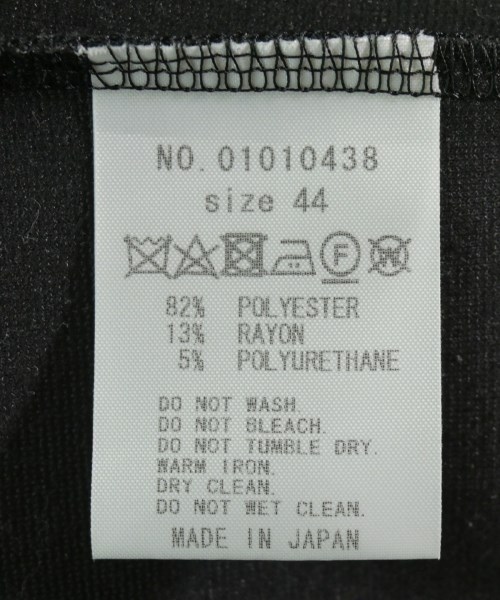 NO. 01010438
size 44
F W
82% POLYESTER
13% RAYON
5% POLYURETHANE
DO NOT WASH.
DO NOT BLEACH.
DO NOT TUMBLE DRY.
WARM IRON.
DRY CLEAN.
DO NOT WET CLEAN.
MADE IN JAPAN